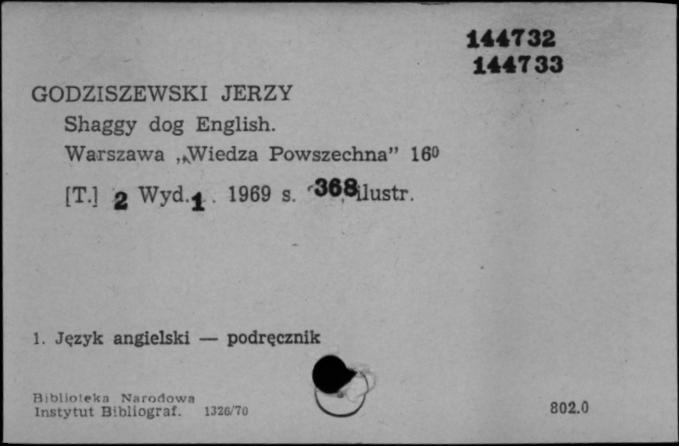 144732
144733
GODZISZEWSKI JERZY
Shaggy dog English.
Warszawa „Wiedza Powszechna” 16⁰
[T.] 2 Wyd. 1. 1969 s. 368 ilustr.
1. Język angielski — podręcznik
Biblioteka Narodowa
Instytut Bibliograf. 1326/70
802.0